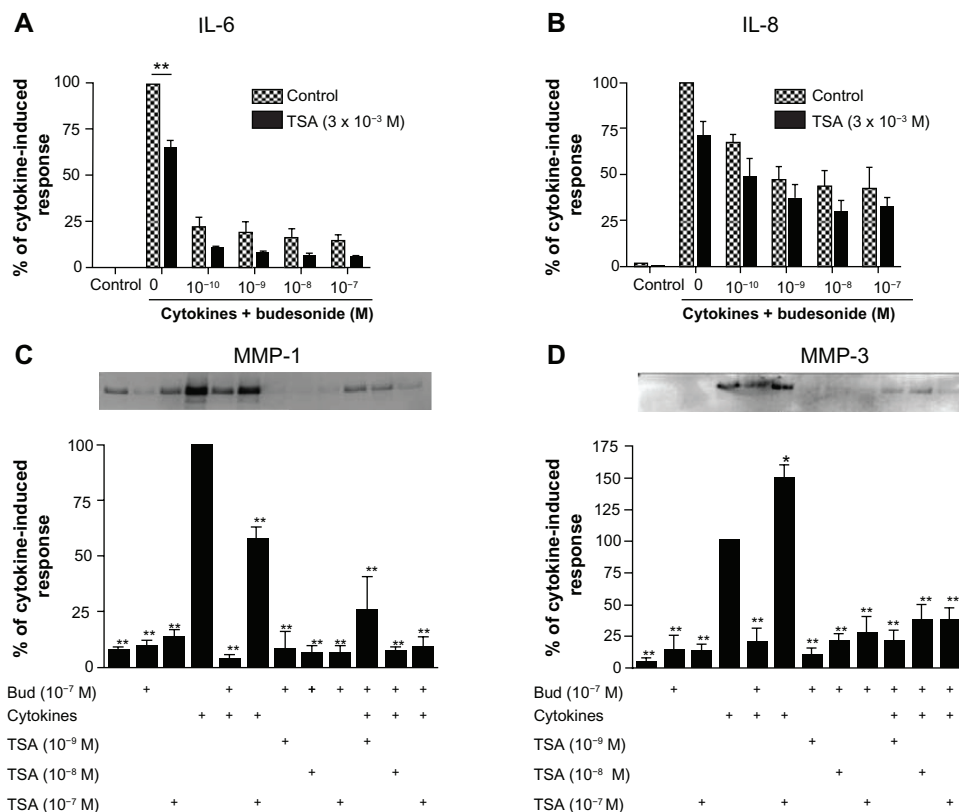 A
IL-6
% of cytokine-induced
response
100
75
50
25
0
**
Control
TSA (3 x 10⁻³ M)
Control 0 10⁻¹⁰ 10⁻⁹ 10⁻⁸ 10⁻⁷
Cytokines + budesonide (M)
B
IL-8
% of cytokine-induced
response
100
75
50
25
0
Control
TSA (3 x 10⁻³ M)
Control 0 10⁻¹⁰ 10⁻⁹ 10⁻⁸ 10⁻⁷
Cytokines + budesonide (M)
C
MMP-1
% of cytokine-induced
response
100
75
50
25
0
** ** ** ** ** ** ** ** ** ** **
Bud (10⁻⁷ M) + + + + + + + +
Cytokines + + + + + +
TSA (10⁻⁹ M) + +
TSA (10⁻⁸ M) + +
TSA (10⁻⁷ M) + + + +
D
MMP-3
% of cytokine-induced
response
175
150
125
100
75
50
25
0
** ** ** ** * ** ** ** ** ** **
Bud (10⁻⁷ M) + + + + + + + +
Cytokines + + + + + +
TSA (10⁻⁹ M) + +
TSA (10⁻⁸ M) + +
TSA (10⁻⁷ M) + + + +